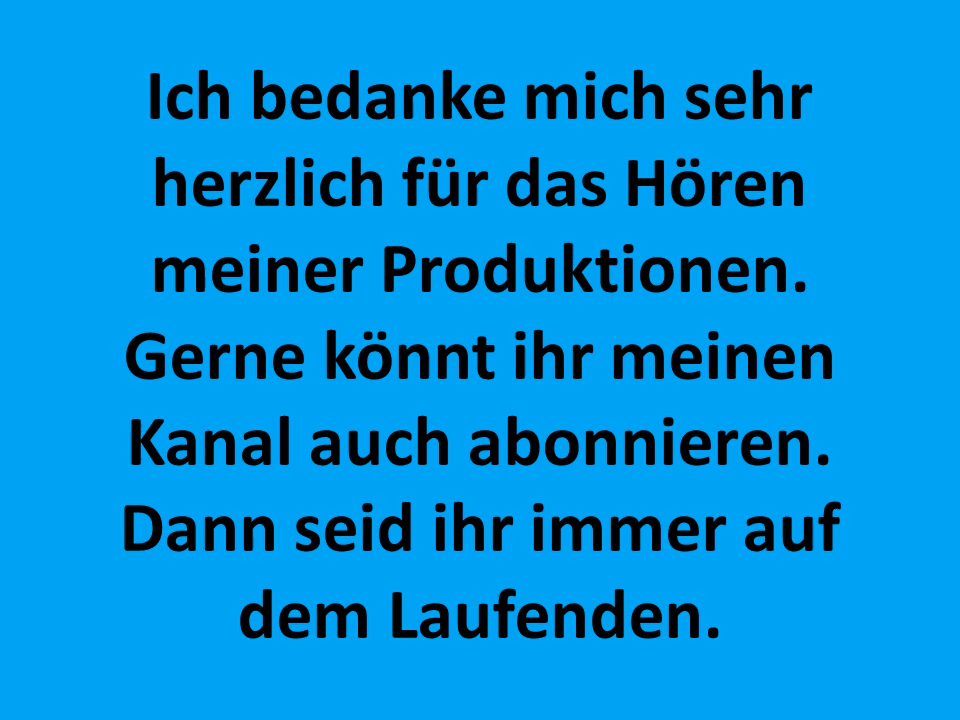 Ich bedanke mich sehr
herzlich für das Hören
meiner Produktionen.
Gerne könnt ihr meinen
Kanal auch abonnieren.
Dann seid ihr immer auf
dem Laufenden.